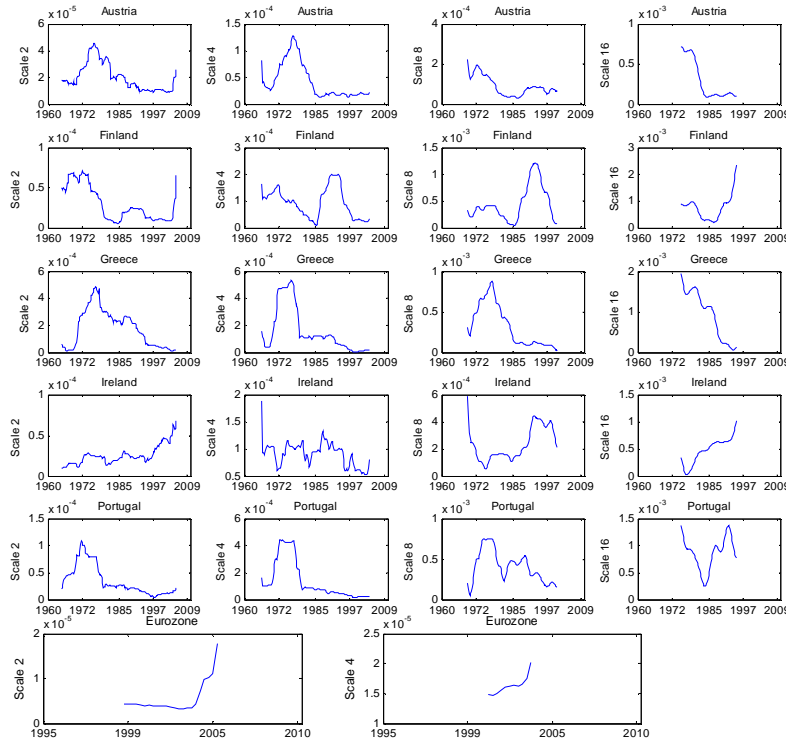 Austria
x 10^-5
Scale 2
6
4
2
0
1960 1972 1985 1997 2009
Austria
x 10^-4
Scale 4
1.5
1
0.5
0
1960 1972 1985 1997 2009
Austria
x 10^-4
Scale 8
4
2
0
1960 1972 1985 1997 2009
Austria
x 10^-3
Scale 16
1
0.5
0
1960 1972 1985 1997 2009
Finland
x 10^-4
Scale 2
1
0.5
0
1960 1972 1985 1997 2009
Finland
x 10^-4
Scale 4
3
2
1
0
1960 1972 1985 1997 2009
Finland
x 10^-3
Scale 8
1.5
1
0.5
0
1960 1972 1985 1997 2009
Finland
x 10^-3
Scale 16
3
2
1
0
1960 1972 1985 1997 2009
Greece
x 10^-4
Scale 2
6
4
2
0
1960 1972 1985 1997 2009
Greece
x 10^-4
Scale 4
6
4
2
0
1960 1972 1985 1997 2009
Greece
x 10^-3
Scale 8
1
0.5
0
1960 1972 1985 1997 2009
Greece
x 10^-3
Scale 16
2
1
0
1960 1972 1985 1997 2009
Ireland
x 10^-4
Scale 2
1
0.5
0
1960 1972 1985 1997 2009
Ireland
x 10^-4
Scale 4
2
1.5
1
0.5
1960 1972 1985 1997 2009
Ireland
x 10^-4
Scale 8
6
4
2
0
1960 1972 1985 1997 2009
Ireland
x 10^-3
Scale 16
1.5
1
0.5
0
1960 1972 1985 1997 2009
Portugal
x 10^-4
Scale 2
1.5
1
0.5
0
1960 1972 1985 1997 2009
Portugal
x 10^-4
Scale 4
6
4
2
0
1960 1972 1985 1997 2009
Portugal
x 10^-3
Scale 8
1
0.5
0
1960 1972 1985 1997 2009
Portugal
x 10^-3
Scale 16
1.5
1
0.5
0
1960 1972 1985 1997 2009
Eurozone
x 10^-5
Scale 2
2
1
0
1995 1999 2005 2010
Eurozone
x 10^-5
Scale 4
2.5
2
1.5
1
1995 1999 2005 2010